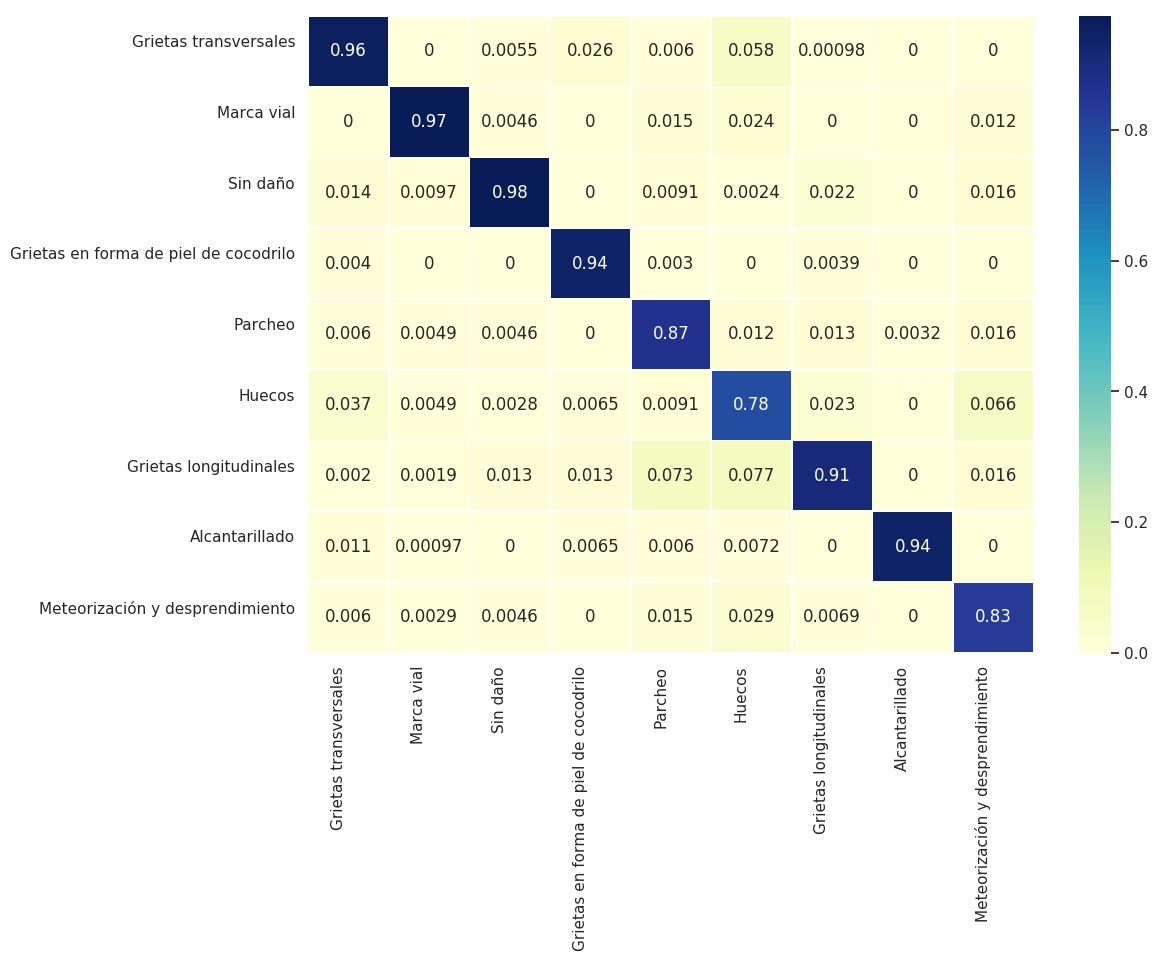 Grietas transversales 0.96 0 0.0055 0.026 0.006 0.058 0.00098 0 0
Marca vial 0 0.97 0.0046 0 0.015 0.024 0 0 0.012
Sin daño 0.014 0.0097 0.98 0 0.0091 0.0024 0.022 0 0.016
Grietas en forma de piel de cocodrilo 0.004 0 0 0.94 0.003 0 0.0039 0 0
Parcheo 0.006 0.0049 0.0046 0 0.87 0.012 0.013 0.0032 0.016
Huecos 0.037 0.0049 0.0028 0.0065 0.0091 0.78 0.023 0 0.066
Grietas longitudinales 0.002 0.0019 0.013 0.013 0.073 0.077 0.91 0 0.016
Alcantarillado 0.011 0.00097 0 0.0065 0.006 0.0072 0 0.94 0
Meteorización y desprendimiento 0.006 0.0029 0.0046 0 0.015 0.029 0.0069 0 0.83
Grietas transversales
Marca vial
Sin daño
Grietas en forma de piel de cocodrilo
Parcheo
Huecos
Grietas longitudinales
Alcantarillado
Meteorización y desprendimiento
0.8
0.6
0.4
0.2
0.0